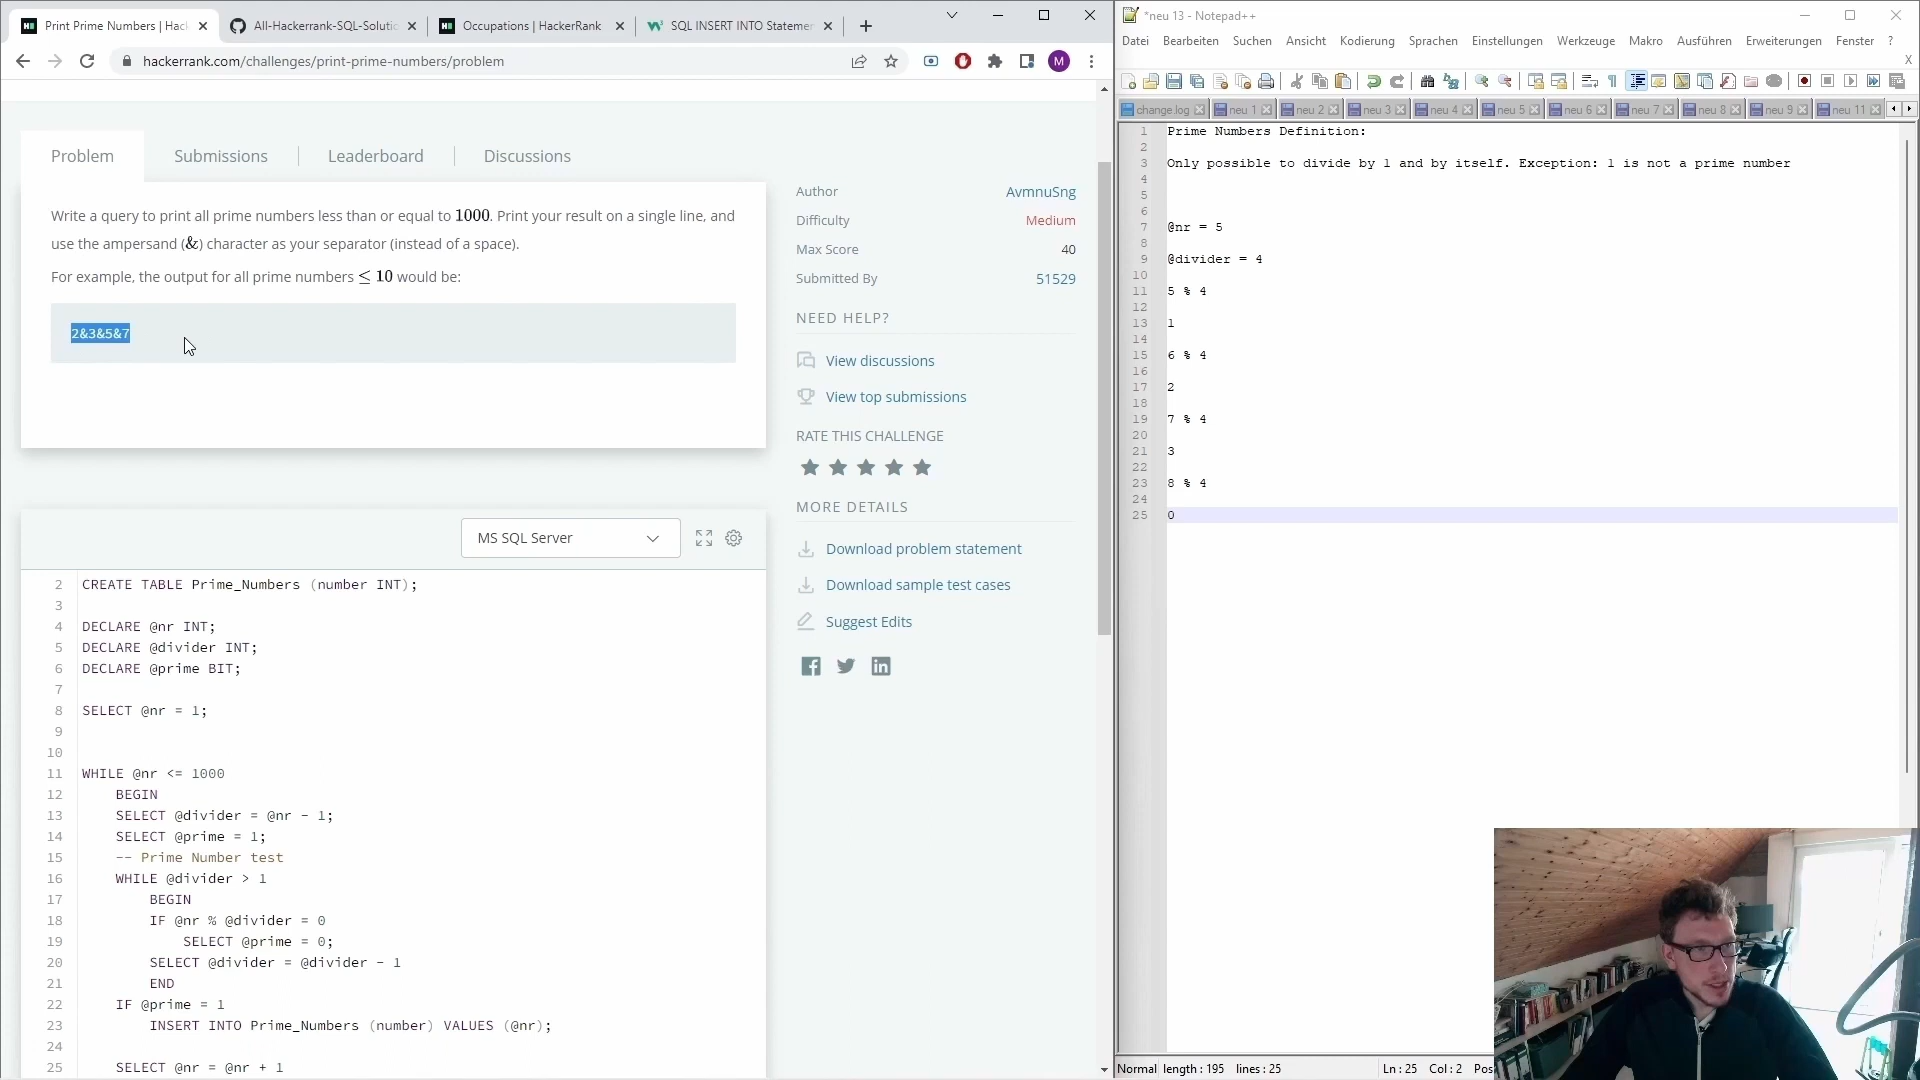 Print Prime Numbers | Hac
All-Hackerrank-SQL-Solutio
Occupations | HackerRank
SQL INSERT INTO Statemen
hackerrank.com/challenges/print-prime-numbers/problem
M
Problem
Submissions
Leaderboard
Discussions
Write a query to print all prime numbers less than or equal to 1000. Print your result on a single line, and
use the ampersand (&) character as your separator (instead of a space).
For example, the output for all prime numbers ≤ 10 would be:
2&3&5&7
Author AvmnuSng
Difficulty Medium
Max Score 40
Submitted By 51529
NEED HELP?
View discussions
View top submissions
RATE THIS CHALLENGE
MORE DETAILS
Download problem statement
Download sample test cases
Suggest Edits
MS SQL Server
2 CREATE TABLE Prime_Numbers (number INT);
3
4 DECLARE @nr INT;
5 DECLARE @divider INT;
6 DECLARE @prime BIT;
7
8 SELECT @nr = 1;
9
10
11 WHILE @nr <= 1000
12 BEGIN
13 SELECT @divider = @nr - 1;
14 SELECT @prime = 1;
15 -- Prime Number test
16 WHILE @divider > 1
17 BEGIN
18 IF @nr % @divider = 0
19 SELECT @prime = 0;
20 SELECT @divider = @divider - 1
21 END
22 IF @prime = 1
23 INSERT INTO Prime_Numbers (number) VALUES (@nr);
24
25 SELECT @nr = @nr + 1
*neu 13 - Notepad++
Datei Bearbeiten Suchen Ansicht Kodierung Sprachen Einstellungen Werkzeuge Makro Ausführen Erweiterungen Fenster ?
X
change.log neu 1 neu 2 neu 3 neu 4 neu 5 neu 6 neu 7 neu 8 neu 9 neu 11
1 Prime Numbers Definition:
2
3 Only possible to divide by 1 and by itself. Exception: 1 is not a prime number
4
5
6
7 @nr = 5
8
9 @divider = 4
10
11 5 % 4
12
13 1
14
15 6 % 4
16
17 2
18
19 7 % 4
20
21 3
22
23 8 % 4
24
25 0
Normal length : 195 lines : 25 Ln : 25 Col : 2 Pos